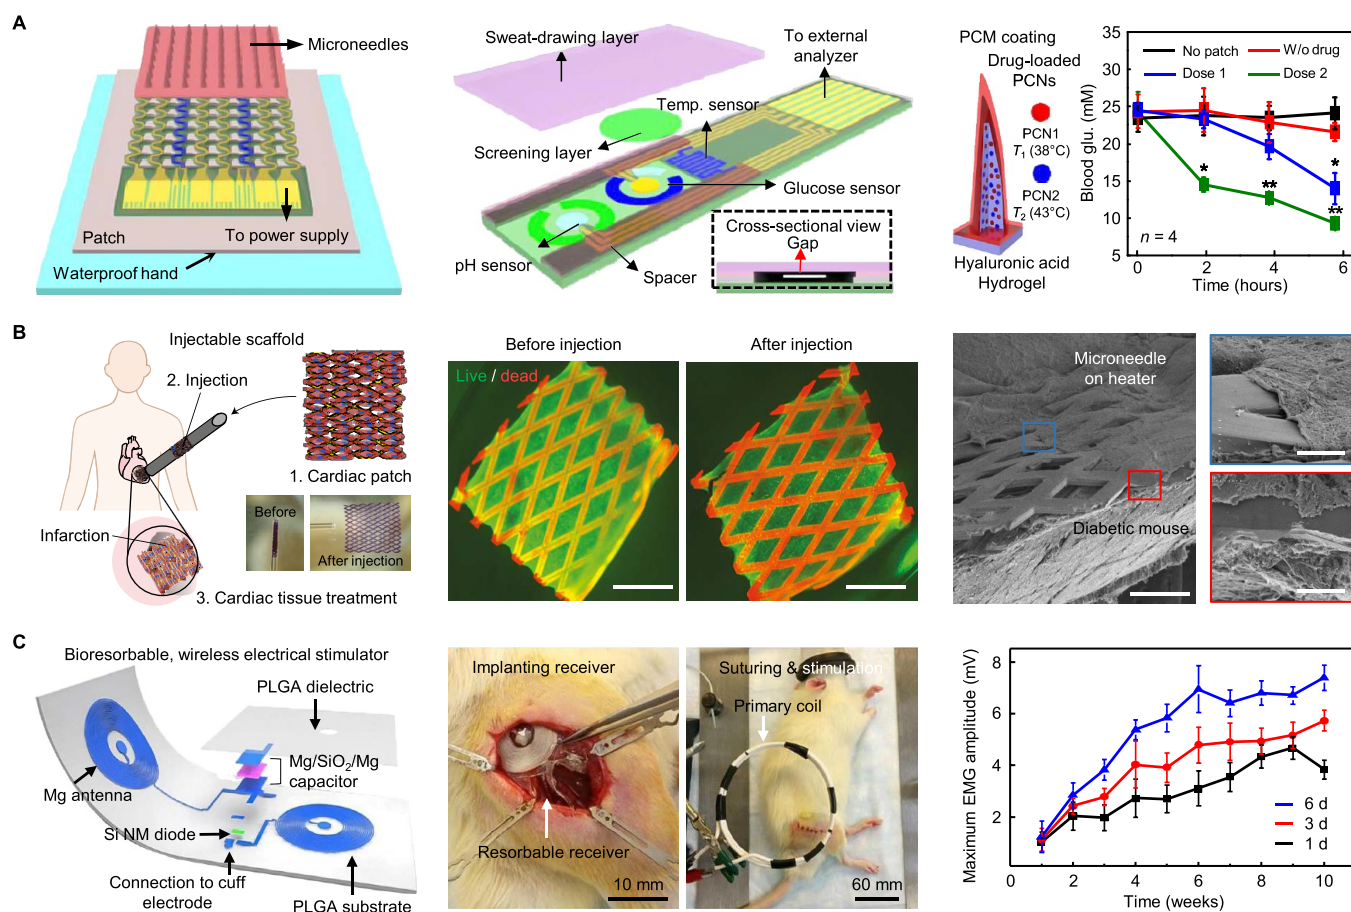 A
Microneedles
Patch
To power supply
Waterproof hand
Sweat-drawing layer
To external
analyzer
Temp. sensor
Screening layer
Glucose sensor
pH sensor
Spacer
Cross-sectional view
Gap
PCM coating
Drug-loaded
PCNs
PCN1
T1 (38°C)
PCN2
T2 (43°C)
Hyaluronic acid
Hydrogel
Blood glu. (mM)
35
30
25
20
15
10
5
No patch
W/o drug
Dose 1
Dose 2
*
**
*
**
n = 4
0 2 4 6
Time (hours)
B
Injectable scaffold
2. Injection
1. Cardiac patch
Before
After injection
Infarction
3. Cardiac tissue treatment
Before injection
After injection
Live / dead
Microneedle
on heater
Diabetic mouse
C
Bioresorbable, wireless electrical stimulator
PLGA dielectric
Mg/SiO2/Mg
capacitor
Mg antenna
Si NM diode
Connection to cuff
electrode
PLGA substrate
Implanting receiver
Resorbable receiver
10 mm
Suturing & stimulation
Primary coil
60 mm
Maximum EMG amplitude (mV)
8
6
4
2
6 d
3 d
1 d
0 2 4 6 8 10
Time (weeks)